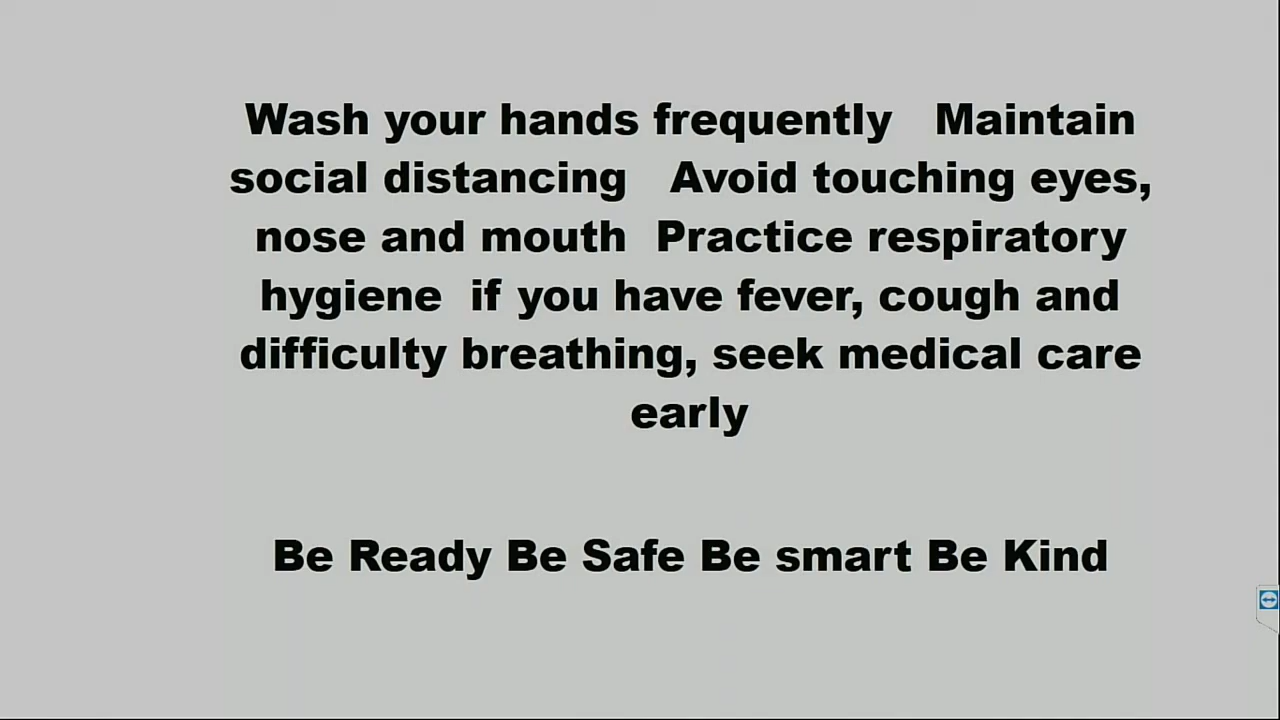 Wash your hands frequently   Maintain
social distancing   Avoid touching eyes,
nose and mouth  Practice respiratory
hygiene  if you have fever, cough and
difficulty breathing, seek medical care
early
Be Ready Be Safe Be smart Be Kind